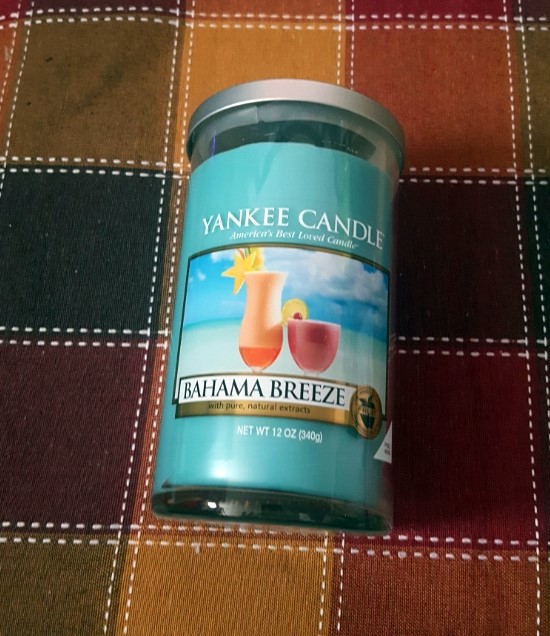 YANKEE CANDLE
America's Best Loved Candle
BAHAMA BREEZE
with pure, natural extracts
NET WT 12 OZ (340g)